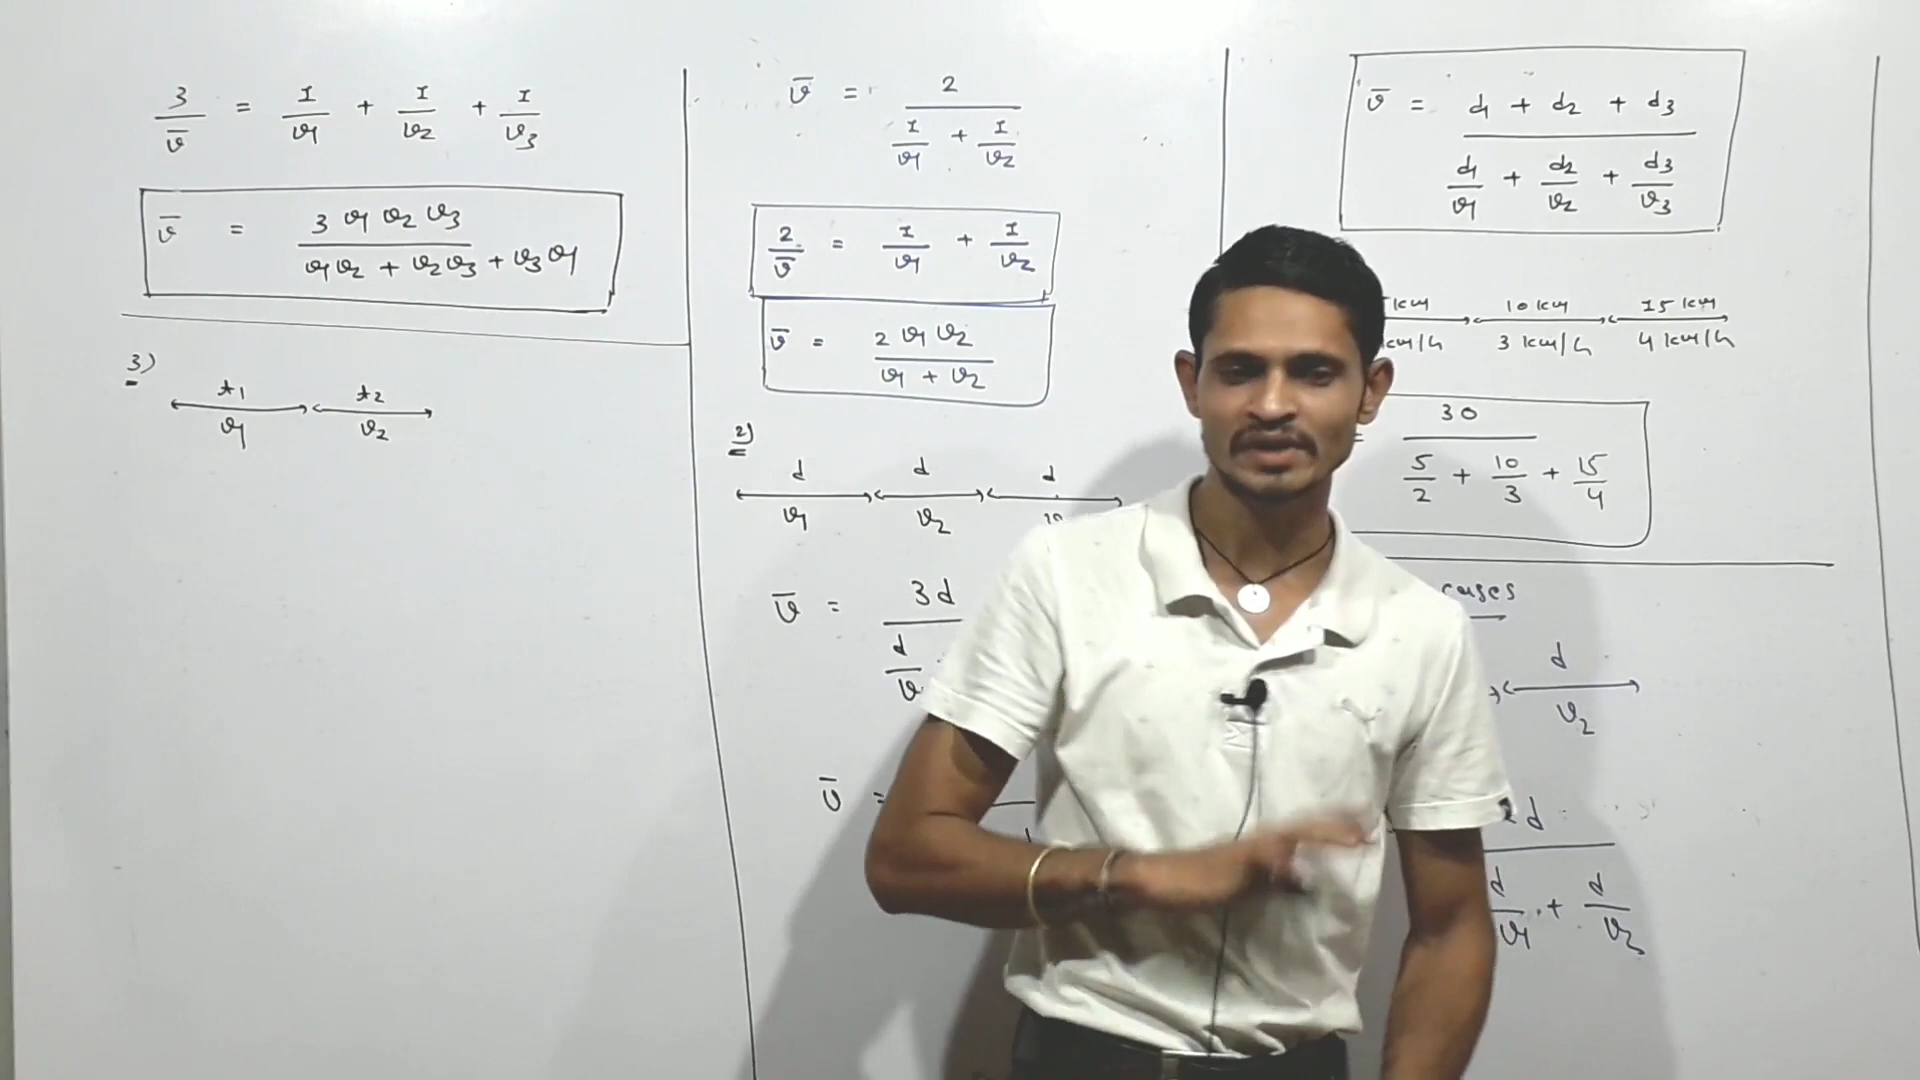 3/v̄ = 1/v1 + 1/v2 + 1/v3
v̄ = 3 v1 v2 v3 / v1v2 + v2v3 + v3v1
3)
t1 t2
v1 v2
v̄ = 2 / 1/v1 + 1/v2
2/v̄ = 1/v1 + 1/v2
v̄ = 2 v1 v2 / v1 + v2
2)
d d d
v1 v2
v̄ = 3d
d/v
v̄ =
v̄ = d1 + d2 + d3 / d1/v1 + d2/v2 + d3/v3
km 10 km 15 km
km/h 3 km/h 4 km/h
= 30 / 5/2 + 10/3 + 15/4
cases
d
v2
d
d/v1 + d/v2